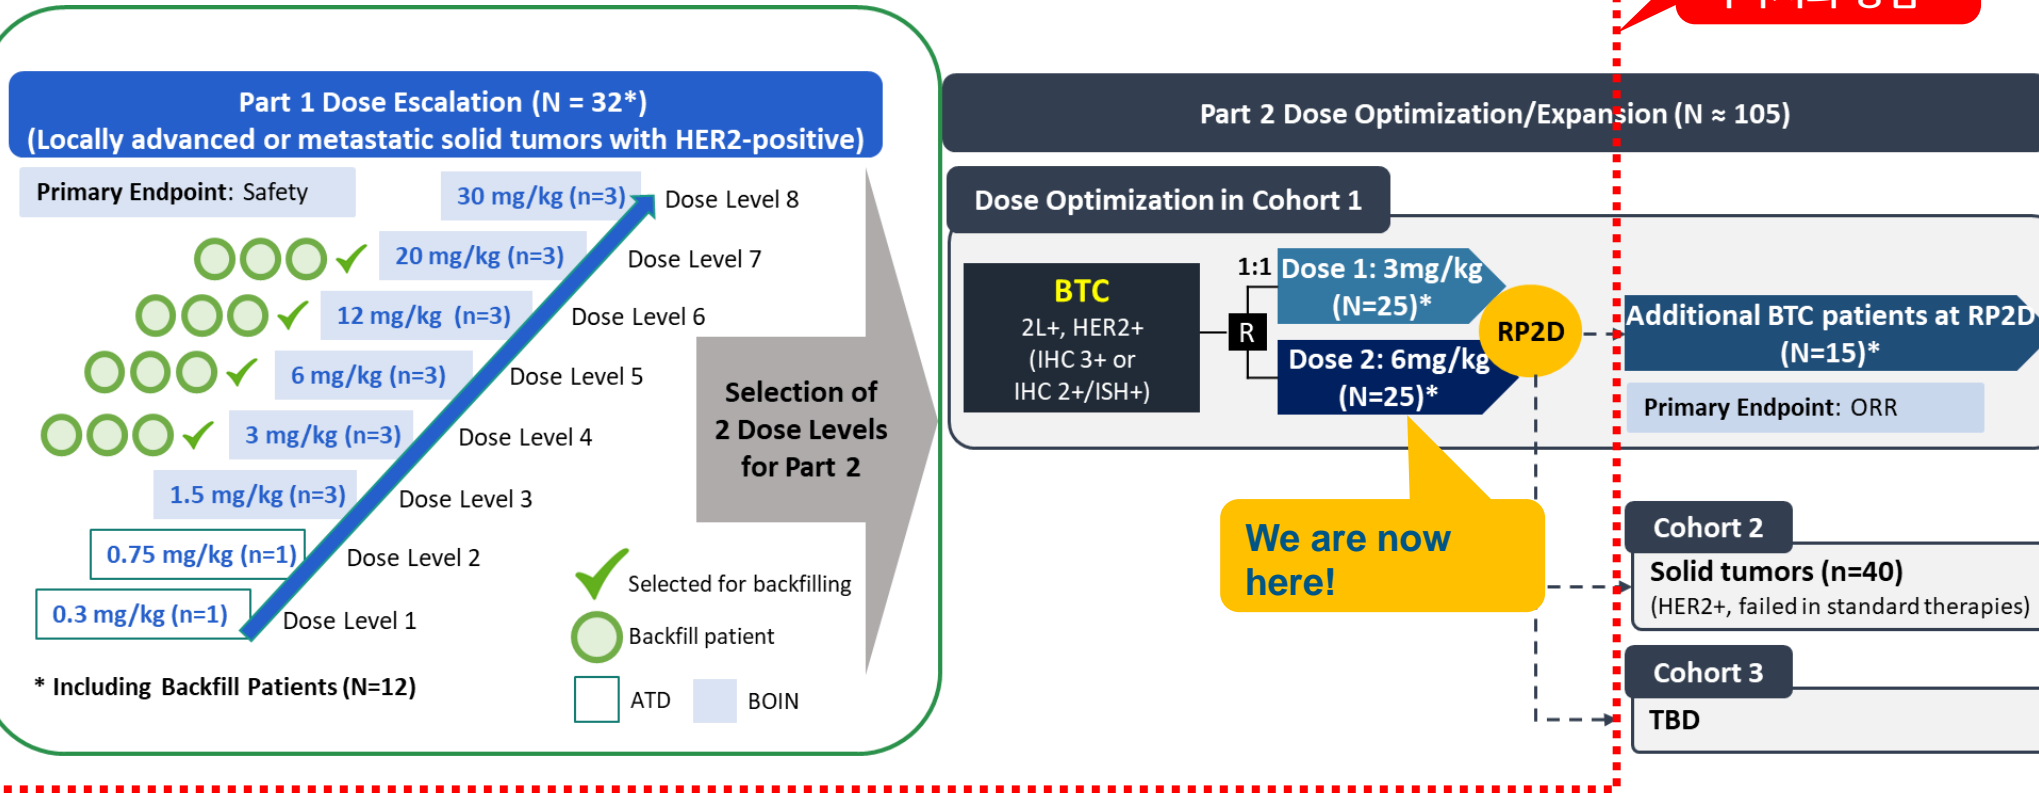 Part 1 Dose Escalation (N = 32*)
(Locally advanced or metastatic solid tumors with HER2-positive)
Primary Endpoint: Safety
30 mg/kg (n=3)
Dose Level 8
20 mg/kg (n=3)
Dose Level 7
12 mg/kg (n=3)
Dose Level 6
6 mg/kg (n=3)
Dose Level 5
3 mg/kg (n=3)
Dose Level 4
1.5 mg/kg (n=3)
Dose Level 3
0.75 mg/kg (n=1)
Dose Level 2
0.3 mg/kg (n=1)
Dose Level 1
Selected for backfilling
Backfill patient
ATD
BOIN
* Including Backfill Patients (N=12)
Selection of
2 Dose Levels
for Part 2
Part 2 Dose Optimization/Expansion (N ≈ 105)
Dose Optimization in Cohort 1
BTC
2L+, HER2+
(IHC 3+ or
IHC 2+/ISH+)
R
1:1
Dose 1: 3mg/kg
(N=25)*
Dose 2: 6mg/kg
(N=25)*
RP2D
Additional BTC patients at RP2D
(N=15)*
Primary Endpoint: ORR
We are now
here!
Cohort 2
Solid tumors (n=40)
(HER2+, failed in standard therapies)
Cohort 3
TBD